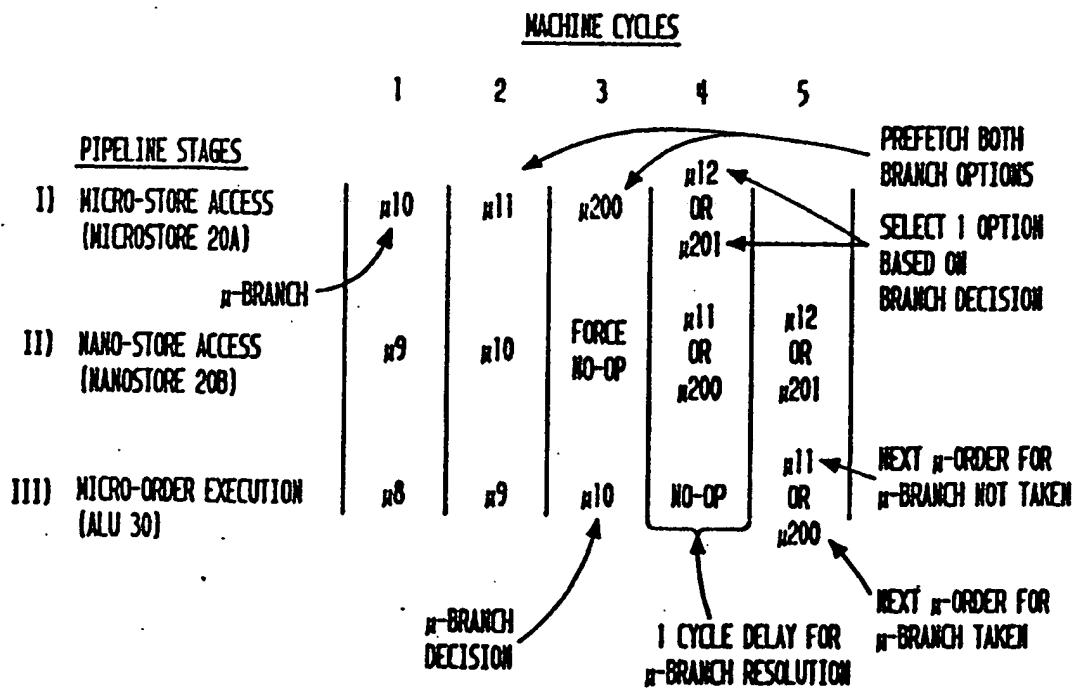 MACHINE CYCLES
1 2 3 4 5
PIPELINE STAGES
I) MICRO-STORE ACCESS
(MICROSTORE 20A)
µ10
µ11
µ200
µ12
OR
µ201
PREFETCH BOTH
BRANCH OPTIONS
SELECT 1 OPTION
BASED ON
BRANCH DECISION
µ-BRANCH
II) NANO-STORE ACCESS
(NANOSTORE 20B)
µ9
µ10
FORCE
NO-OP
µ11
OR
µ200
µ12
OR
µ201
III) MICRO-ORDER EXECUTION
(ALU 30)
µ8
µ9
µ10
NO-OP
µ11
OR
µ200
NEXT µ-ORDER FOR
µ-BRANCH NOT TAKEN
µ-BRANCH
DECISION
1 CYCLE DELAY FOR
µ-BRANCH RESOLUTION
NEXT µ-ORDER FOR
µ-BRANCH TAKEN